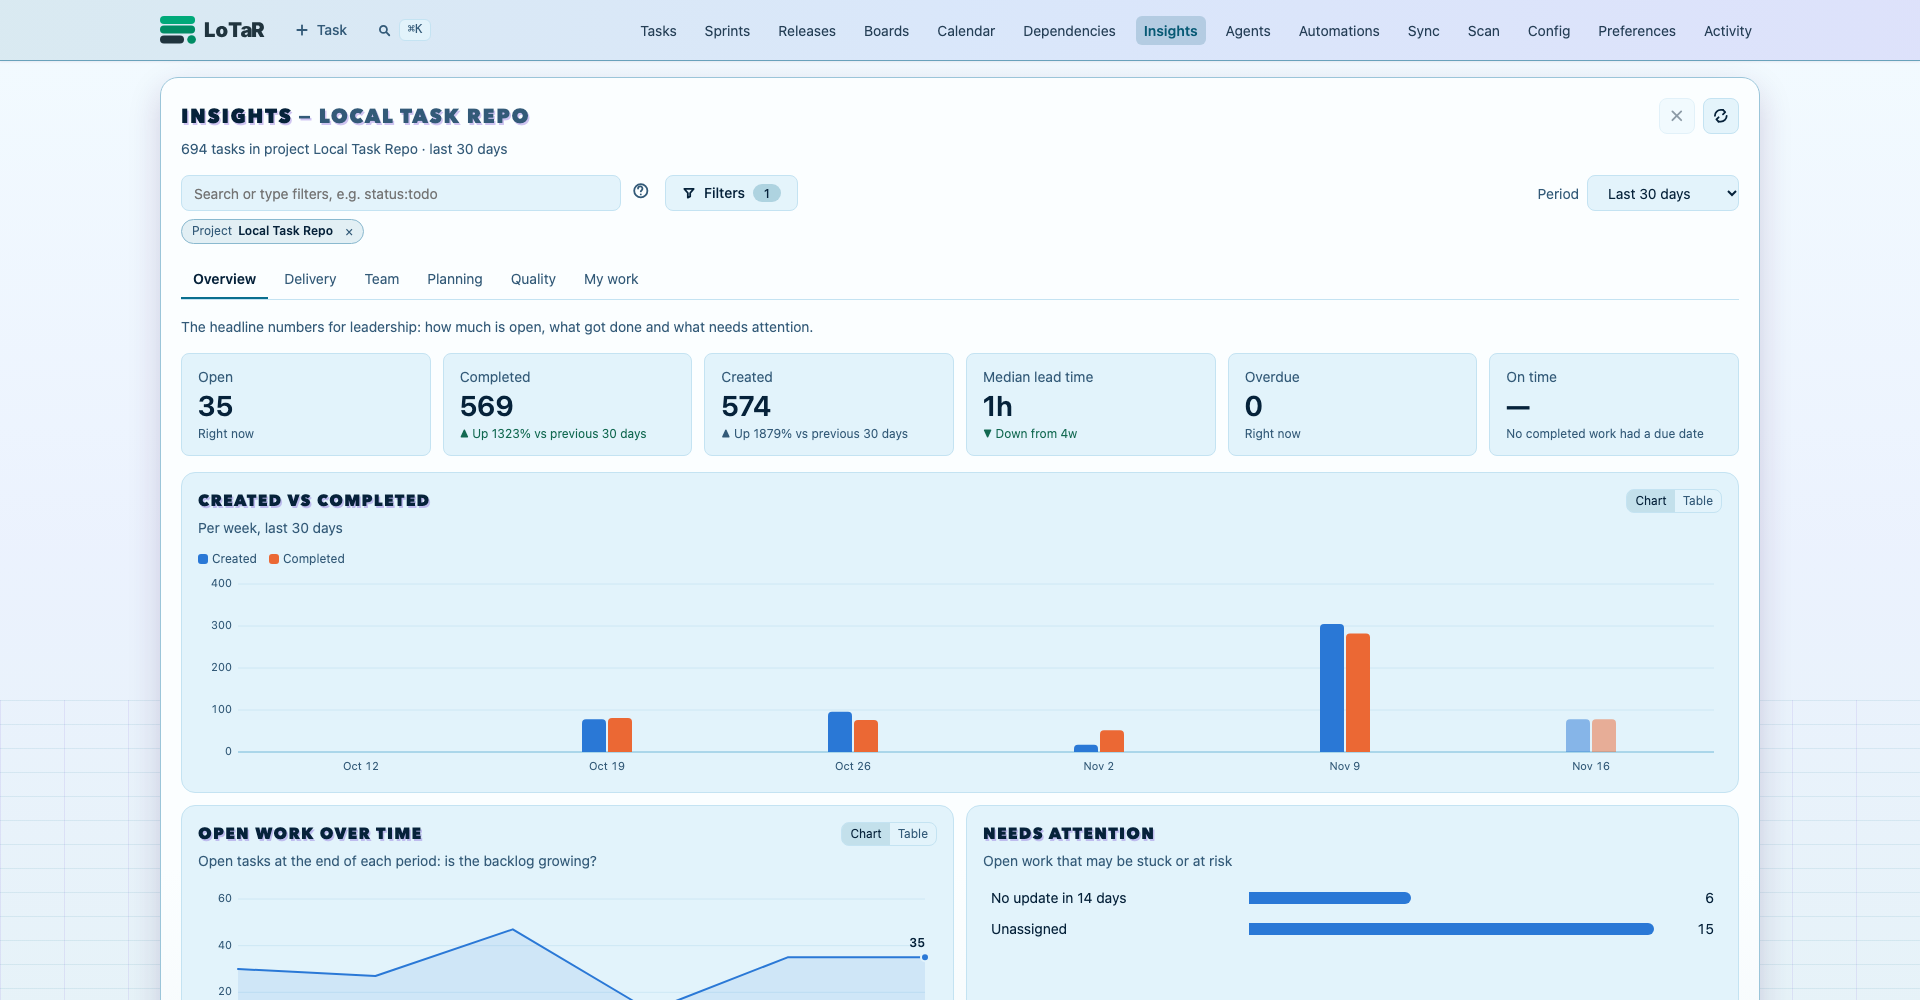 LoTaR
+ Task
⌘K
Tasks
Sprints
Releases
Boards
Calendar
Dependencies
Insights
Agents
Automations
Sync
Scan
Config
Preferences
Activity
INSIGHTS – LOCAL TASK REPO
694 tasks in project Local Task Repo · last 30 days
Search or type filters, e.g. status:todo
Filters 1
Period Last 30 days
Project Local Task Repo ×
Overview
Delivery
Team
Planning
Quality
My work
The headline numbers for leadership: how much is open, what got done and what needs attention.
Open
35
Right now
Completed
569
▲ Up 1323% vs previous 30 days
Created
574
▲ Up 1879% vs previous 30 days
Median lead time
1h
▼ Down from 4w
Overdue
0
Right now
On time
—
No completed work had a due date
CREATED VS COMPLETED
Chart Table
Per week, last 30 days
Created Completed
400
300
200
100
0
Oct 12
Oct 19
Oct 26
Nov 2
Nov 9
Nov 16
OPEN WORK OVER TIME
Chart Table
Open tasks at the end of each period: is the backlog growing?
60
40
20
35
NEEDS ATTENTION
Open work that may be stuck or at risk
No update in 14 days 6
Unassigned 15